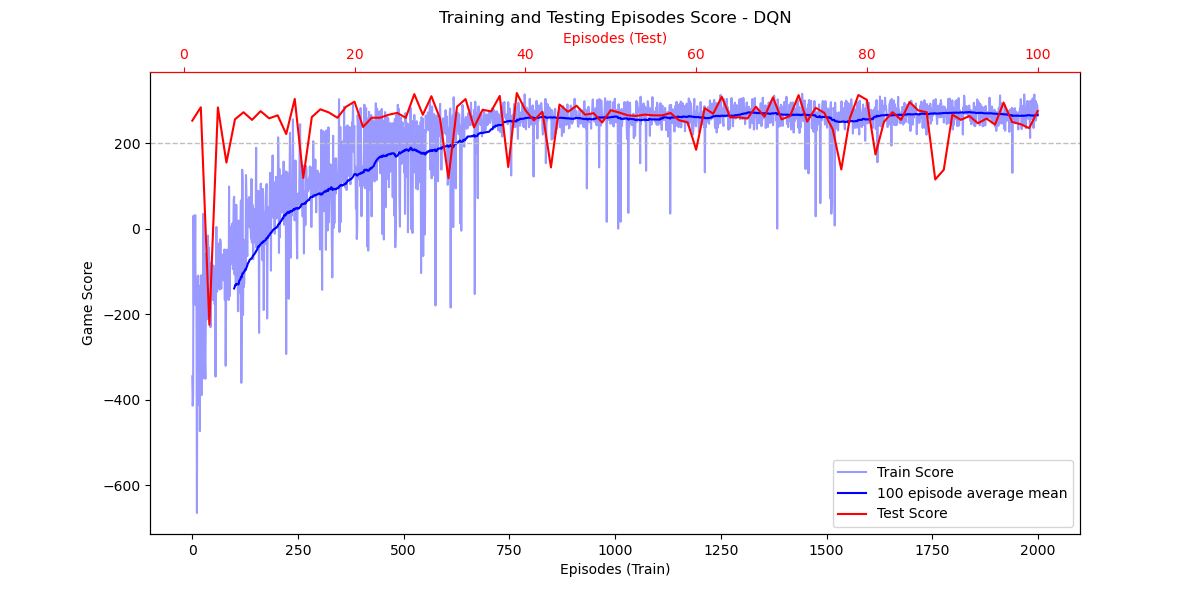 Training and Testing Episodes Score - DQN
Episodes (Test)
0 20 40 60 80 100
200
0
−200
−400
−600
Game Score
Train Score
100 episode average mean
Test Score
0 250 500 750 1000 1250 1500 1750 2000
Episodes (Train)